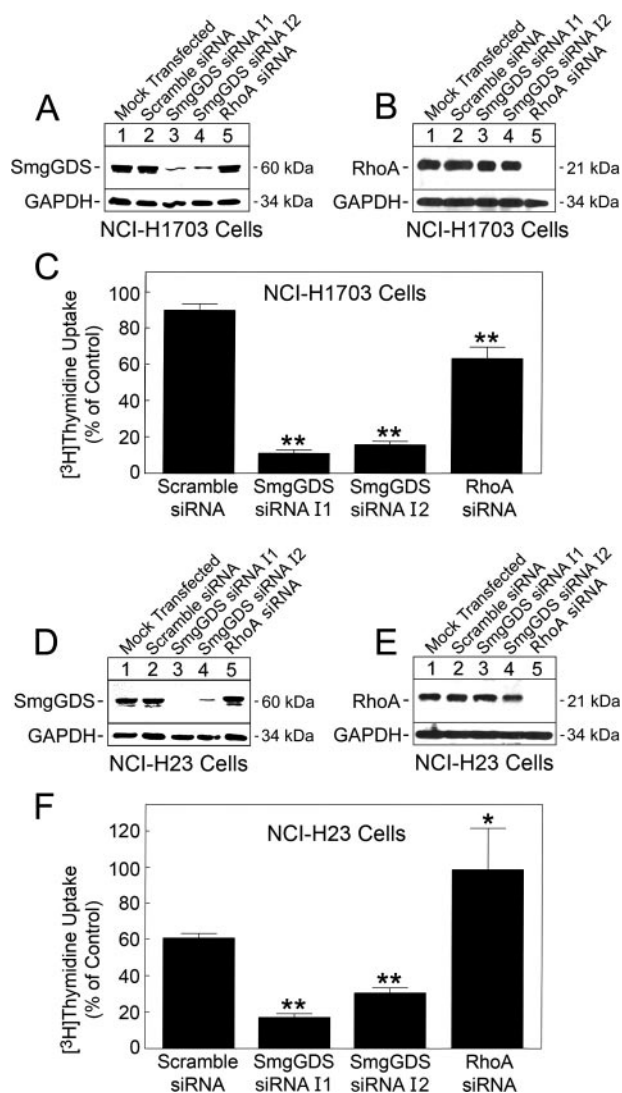 A
Mock Transfected
Scramble siRNA
SmgGDS siRNA I1
SmgGDS siRNA I2
RhoA siRNA
1 2 3 4 5
SmgGDS- - 60 kDa
GAPDH- - 34 kDa
NCI-H1703 Cells
B
Mock Transfected
Scramble siRNA
SmgGDS siRNA I1
SmgGDS siRNA I2
RhoA siRNA
1 2 3 4 5
RhoA- - 21 kDa
GAPDH- - 34 kDa
NCI-H1703 Cells
C
NCI-H1703 Cells
[³H]Thymidine Uptake
(% of Control)
100
80
60
40
20
0
** ** **
Scramble siRNA
SmgGDS siRNA I1
SmgGDS siRNA I2
RhoA siRNA
D
Mock Transfected
Scramble siRNA
SmgGDS siRNA I1
SmgGDS siRNA I2
RhoA siRNA
1 2 3 4 5
SmgGDS- - 60 kDa
GAPDH- - 34 kDa
NCI-H23 Cells
E
Mock Transfected
Scramble siRNA
SmgGDS siRNA I1
SmgGDS siRNA I2
RhoA siRNA
1 2 3 4 5
RhoA- - 21 kDa
GAPDH- - 34 kDa
NCI-H23 Cells
F
NCI-H23 Cells
[³H]Thymidine Uptake
(% of Control)
120
100
80
60
40
20
0
** ** *
Scramble siRNA
SmgGDS siRNA I1
SmgGDS siRNA I2
RhoA siRNA